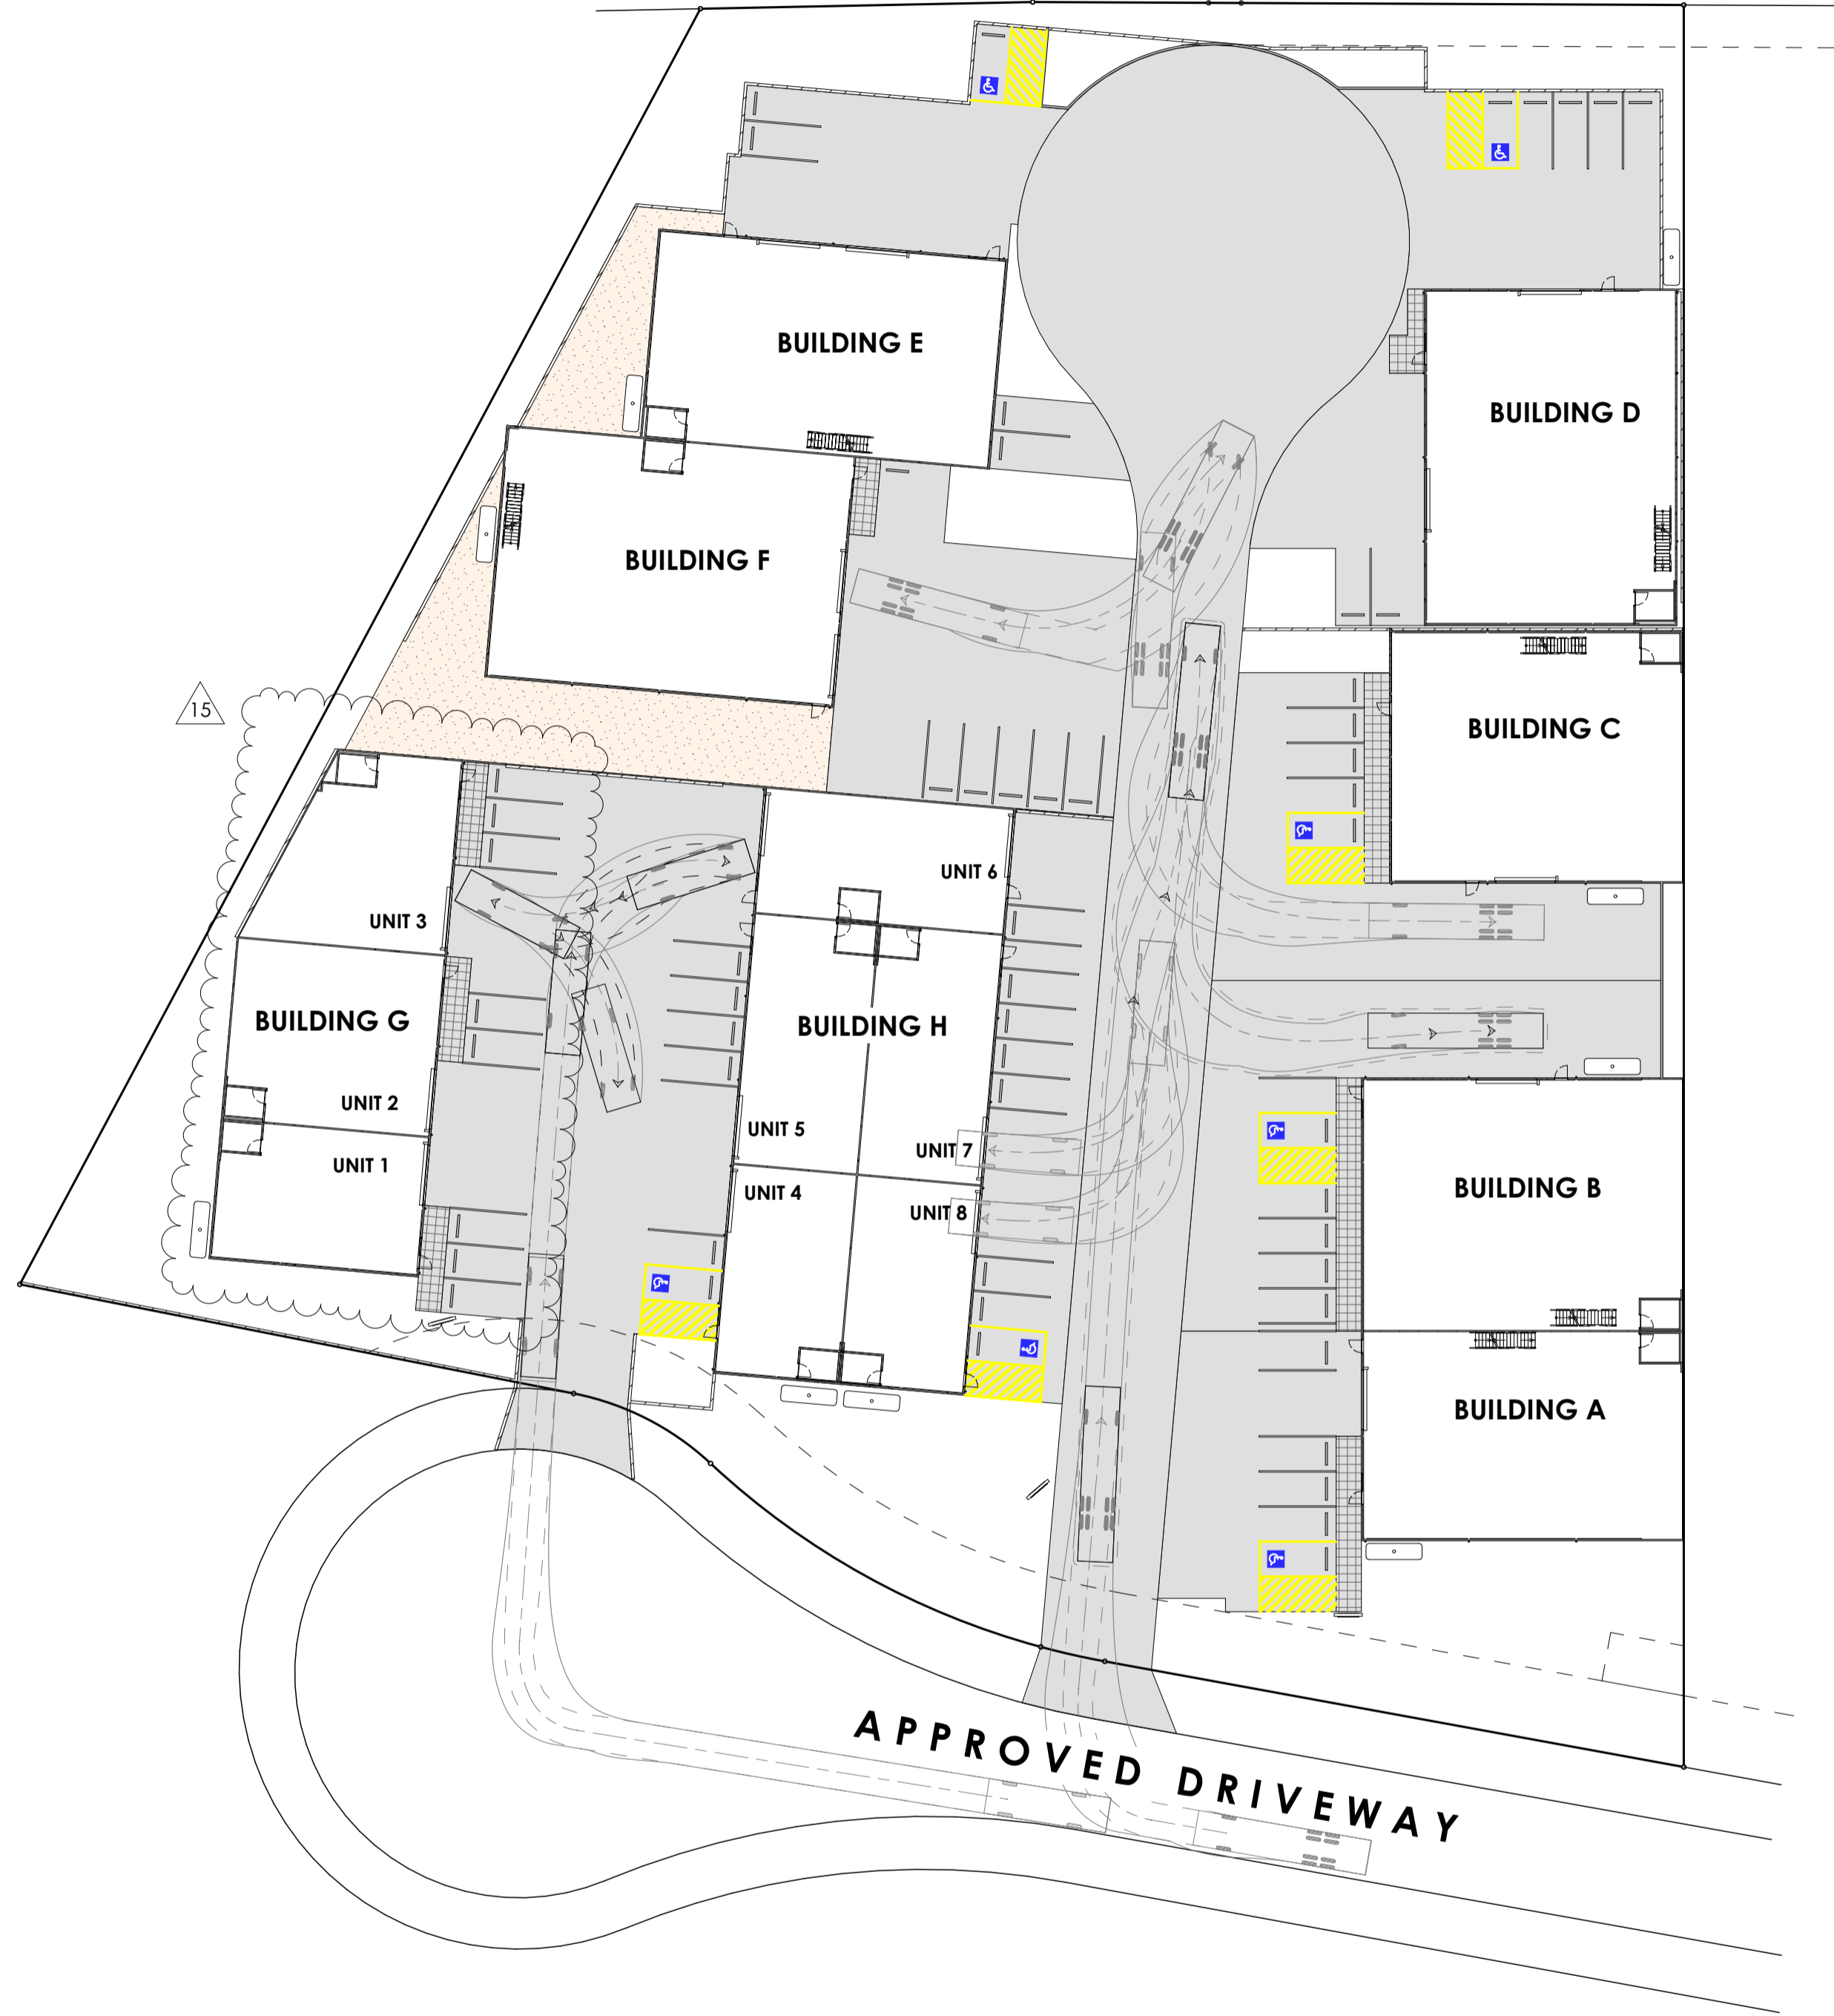 BUILDING E
BUILDING D
BUILDING F
15
BUILDING C
UNIT 6
UNIT 3
BUILDING G
BUILDING H
UNIT 2
UNIT 5
UNIT 7
UNIT 1
BUILDING B
UNIT 4
UNIT 8
BUILDING A
APPROVED DRIVEWAY